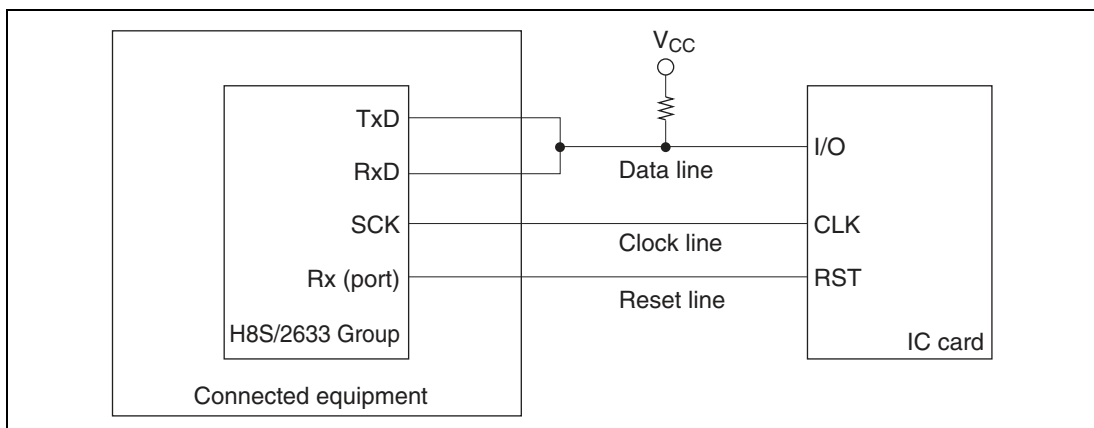 VCC
TxD
I/O
RxD
Data line
SCK
CLK
Clock line
Rx (port)
RST
Reset line
H8S/2633 Group
IC card
Connected equipment